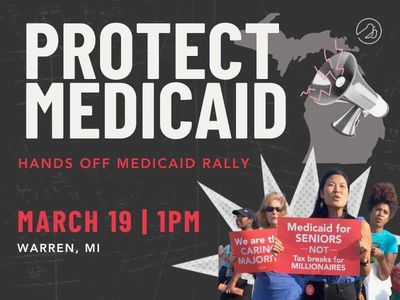 PROTECT
MEDICAID
HANDS OFF MEDICAID RALLY
MARCH 19 | 1PM
WARREN, MI
We are the
CARING
MAJORITY
Medicaid for
SENIORS
NOT
Tax breaks for
MILLIONAIRES